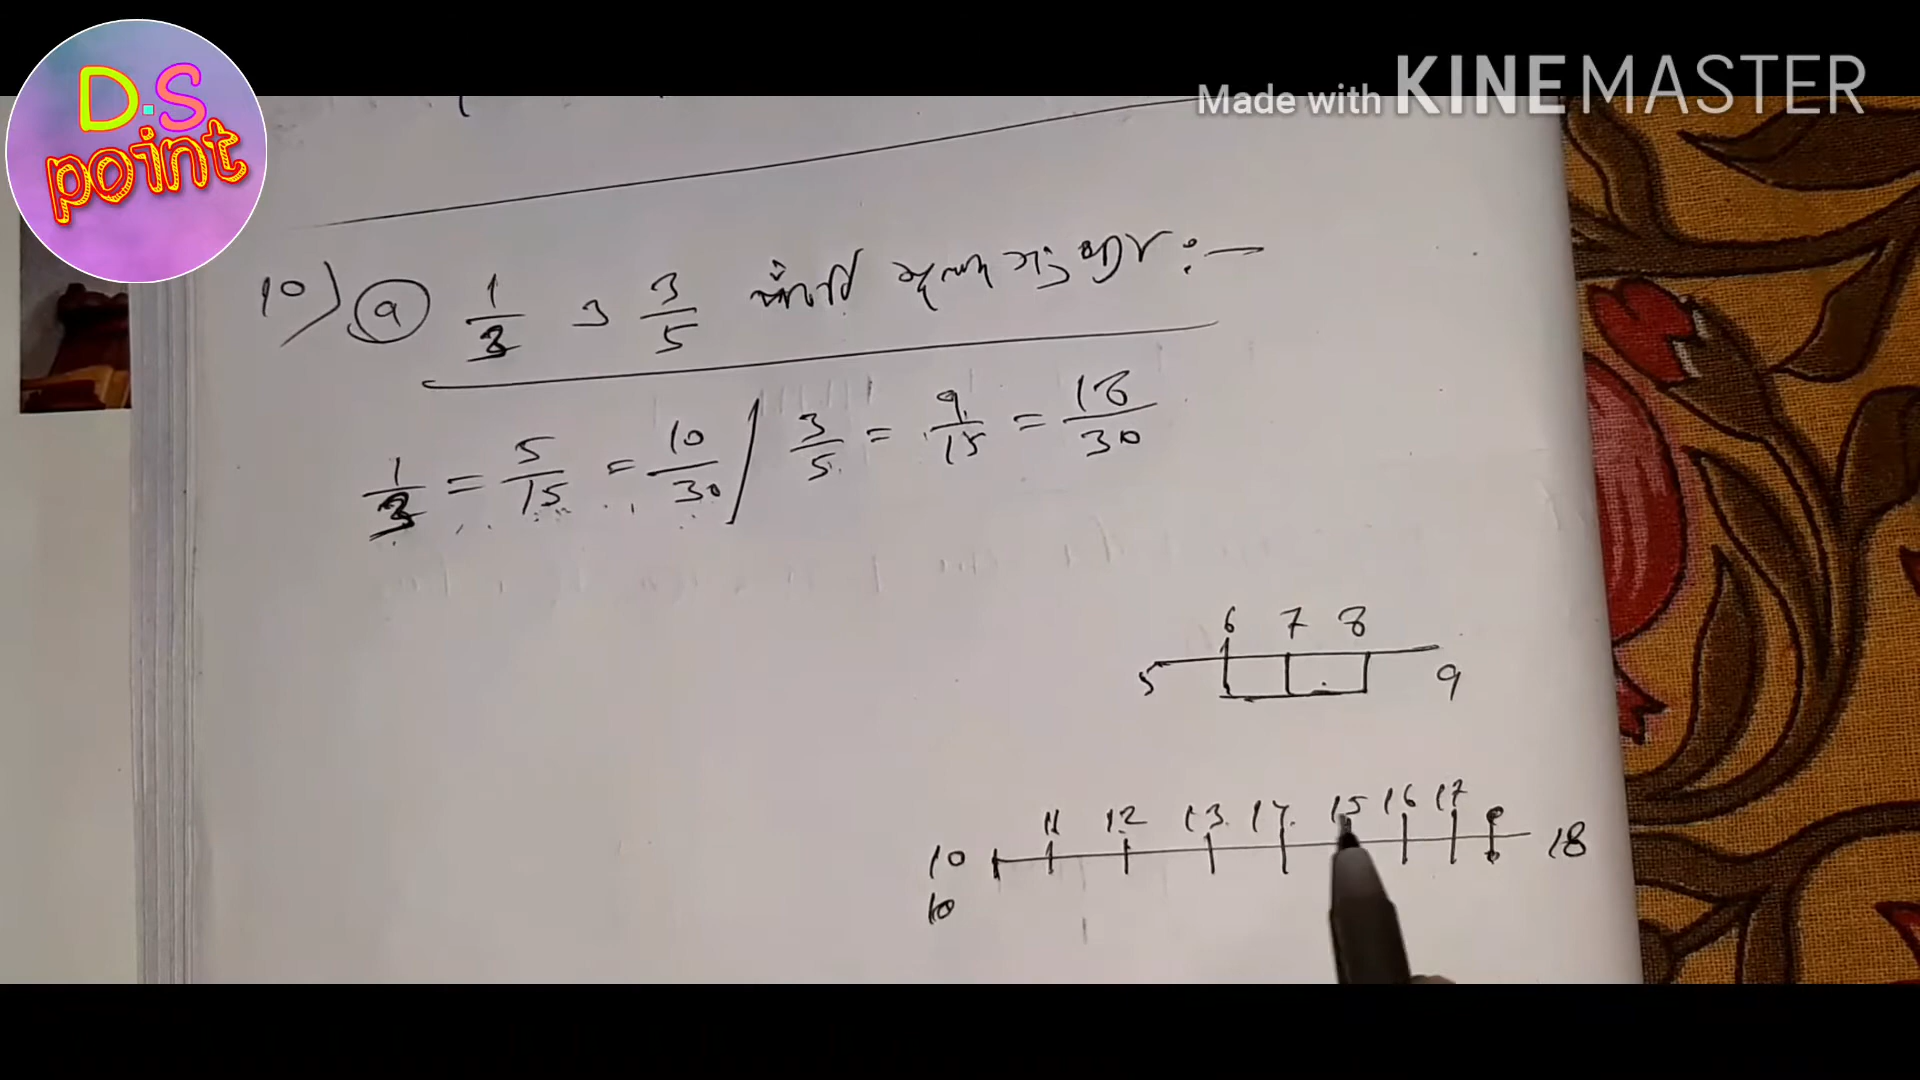 D.S
point
Made with KINEMASTER
10) a 1/3 ও 3/5
1/3 = 5/15 = 10/30 / 3/5 = 9/15 = 18/30
6 7 8
5 9
11 12 13 14 15 16 17
10 18
10